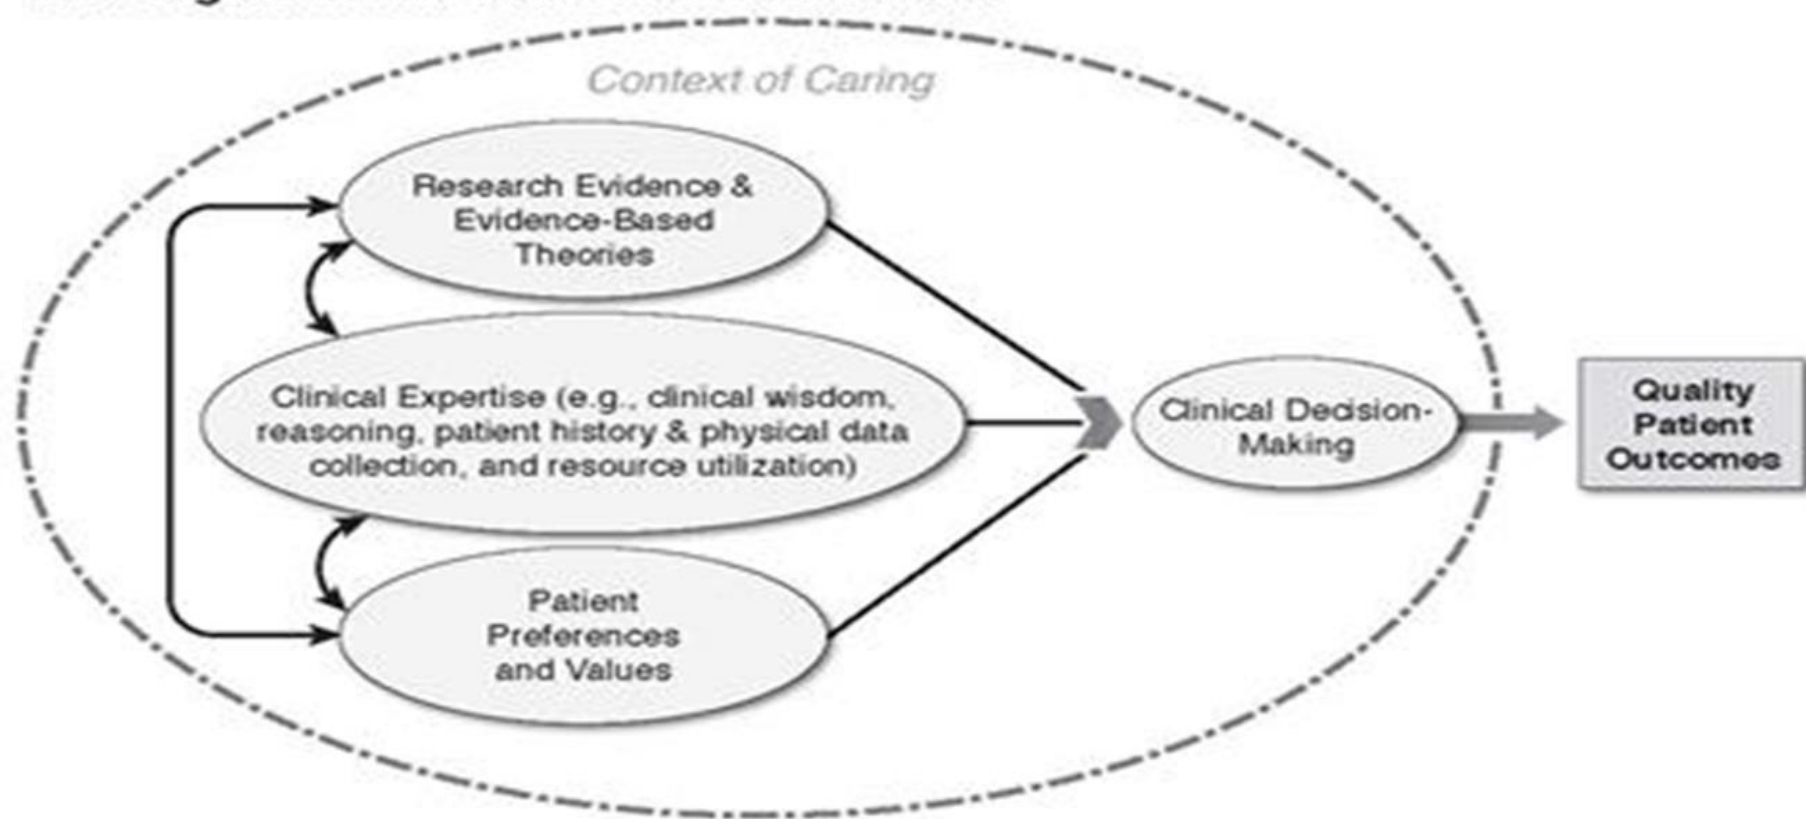 Context of Caring
Research Evidence &
Evidence-Based
Theories
Clinical Expertise (e.g., clinical wisdom,
reasoning, patient history & physical data
collection, and resource utilization)
Patient
Preferences
and Values
Clinical Decision-
Making
Quality
Patient
Outcomes